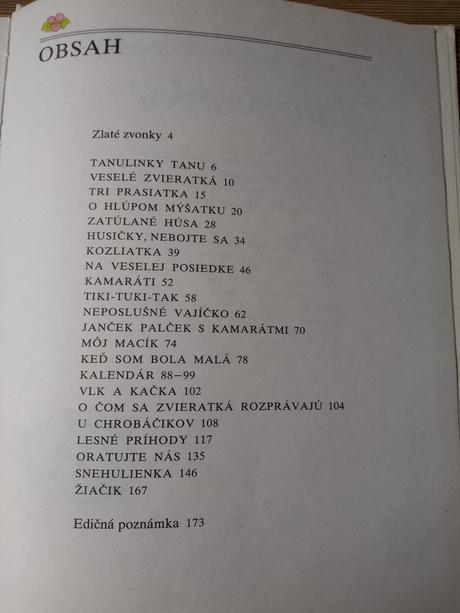 OBSAH
Zlaté zvonky 4
TANULINKY TANU 6
VESELÉ ZVIERATKÁ 10
TRI PRASIATKA 15
O HLÚPOM MÝŠATKU 20
ZATÚLANÉ HÚSA 28
HUSIČKY, NEBOJTE SA 34
KOZLIATKA 39
NA VESELEJ POSIEDKE 46
KAMARÁTI 52
TIKI-TUKI-TAK 58
NEPOSLUŠNÉ VAJÍČKO 62
JANČEK PALČEK S KAMARÁTMI 70
MÔJ MACÍK 74
KEĎ SOM BOLA MALÁ 78
KALENDÁR 88–99
VLK A KAČKA 102
O ČOM SA ZVIERATKÁ ROZPRÁVAJÚ 104
U CHROBÁČIKOV 108
LESNÉ PRÍHODY 117
ORATUJTE NÁS 135
SNEHULIENKA 146
ŽIAČIK 167
Edičná poznámka 173